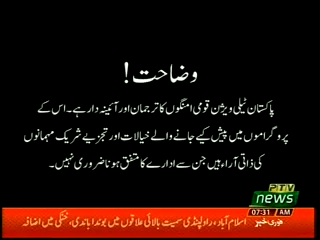 وضاحت!
پاکستان ٹیلی ویژن قومی امنگوں کا ترجمان اور آئینہ دار ہے۔ اس کے
پروگراموں میں پیش کیے جانے والے خیالات اور تجزیے شریک مہمانوں
کی ذاتی آراء ہیں جن سے ادارے کا متفق ہونا ضروری نہیں۔
PTV
news
07:31 AM
اسلام آباد، راولپنڈی سمیت بالائی علاقوں میں بوندا باندی، خنکی میں اضافہ